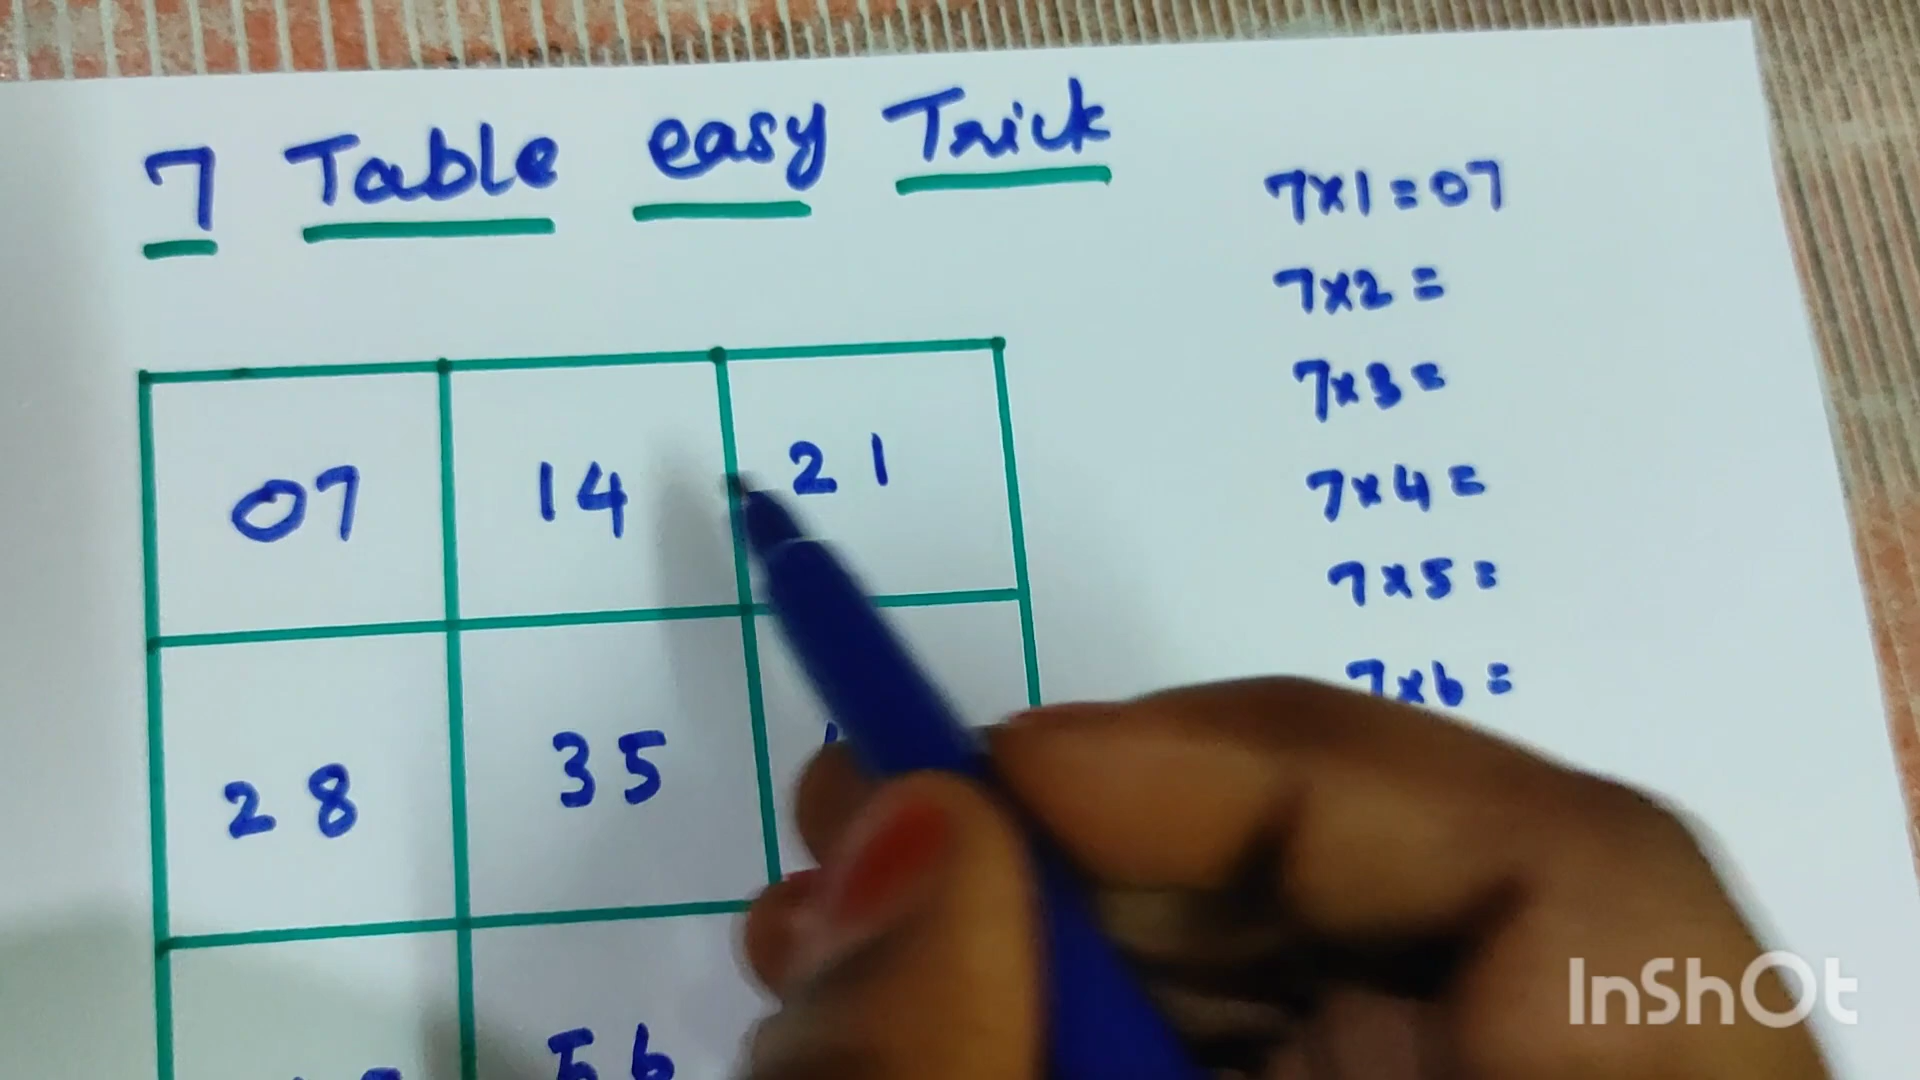 7 Table easy Trick
7x1=07
7x2=
7x3=
7x4=
7x5=
7x6=
07 14 21
28 35
56
InShOt